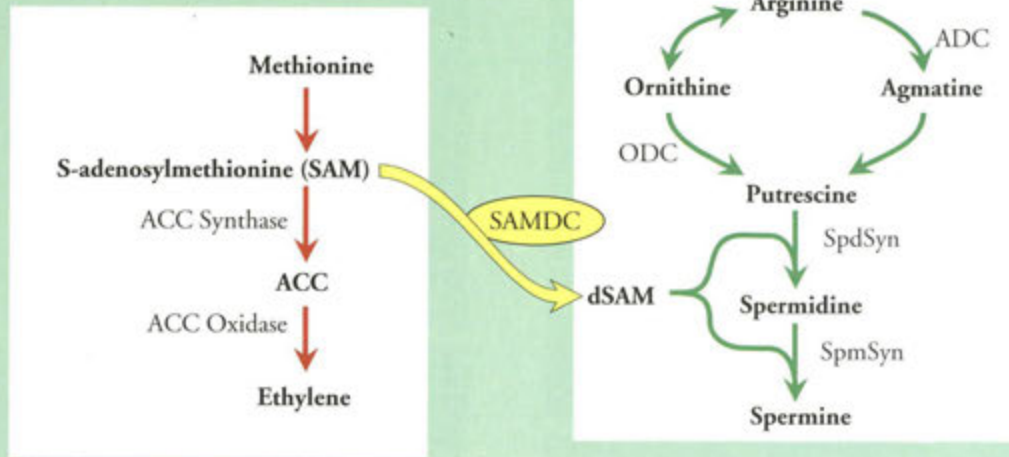 Methionine
S-adenosylmethionine (SAM)
ACC Synthase
ACC
ACC Oxidase
Ethylene
SAMDC
Arginine
ADC
Ornithine
Agmatine
ODC
Putrescine
SpdSyn
dSAM
Spermidine
SpmSyn
Spermine